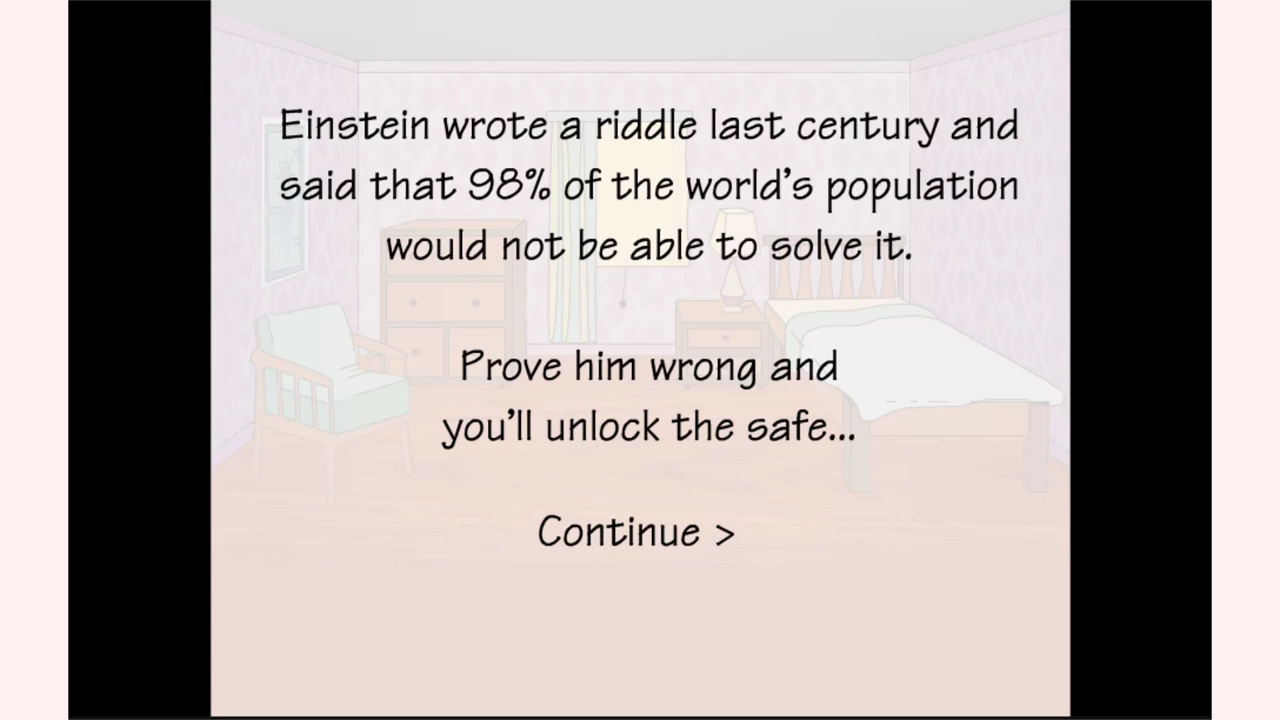 Einstein wrote a riddle last century and
said that 98% of the world's population
would not be able to solve it.
Prove him wrong and
you'll unlock the safe...
Continue >